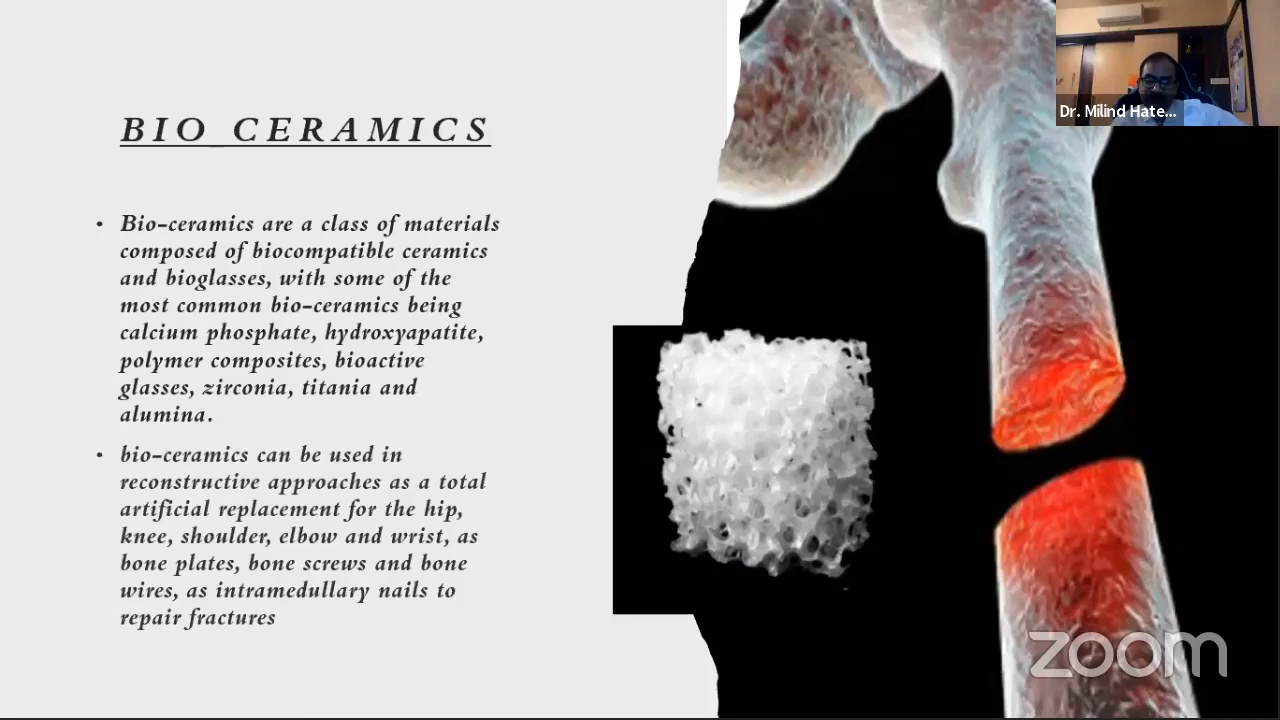 BIO CERAMICS
• Bio-ceramics are a class of materials
composed of biocompatible ceramics
and bioglasses, with some of the
most common bio-ceramics being
calcium phosphate, hydroxyapatite,
polymer composites, bioactive
glasses, zirconia, titania and
alumina.
• bio-ceramics can be used in
reconstructive approaches as a total
artificial replacement for the hip,
knee, shoulder, elbow and wrist, as
bone plates, bone screws and bone
wires, as intramedullary nails to
repair fractures
Dr. Milind Hate...
zoom